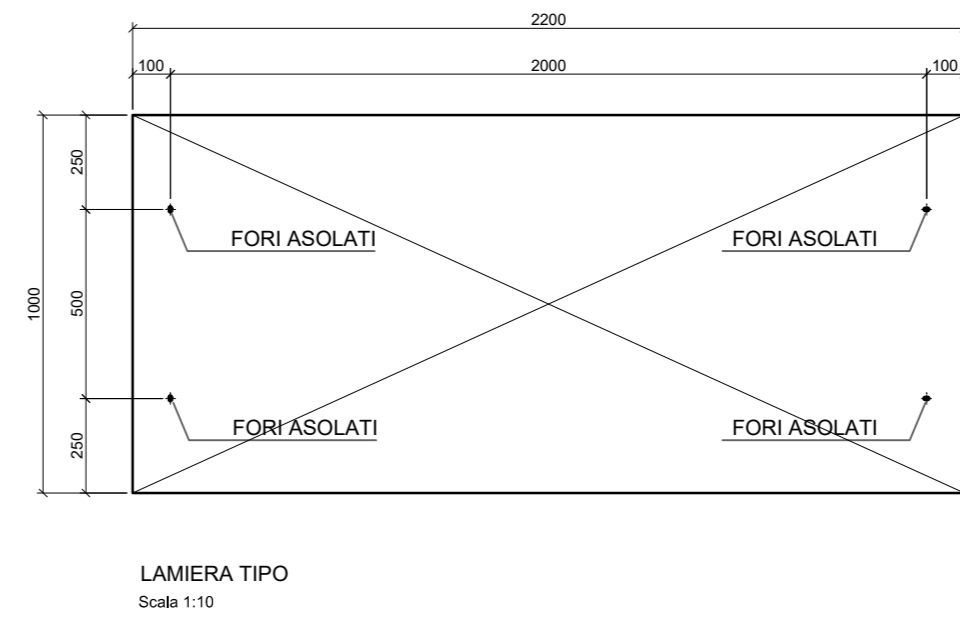 2200
100 2000 100
250
FORI ASOLATI FORI ASOLATI
1000 500
FORI ASOLATI FORI ASOLATI
250
LAMIERA TIPO
Scala 1:10